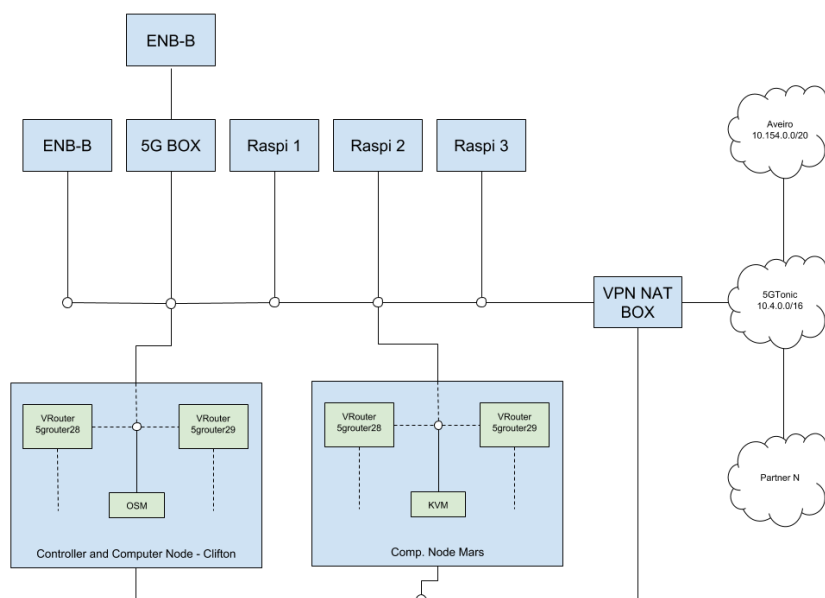 ENB-B
ENB-B
5G BOX
Raspi 1
Raspi 2
Raspi 3
Aveiro
10.154.0.0/20
VPN NAT
BOX
5GTonic
10.4.0.0/16
VRouter
5grouter28
VRouter
5grouter29
OSM
Controller and Computer Node - Clifton
VRouter
5grouter28
VRouter
5grouter29
KVM
Comp. Node Mars
Partner N